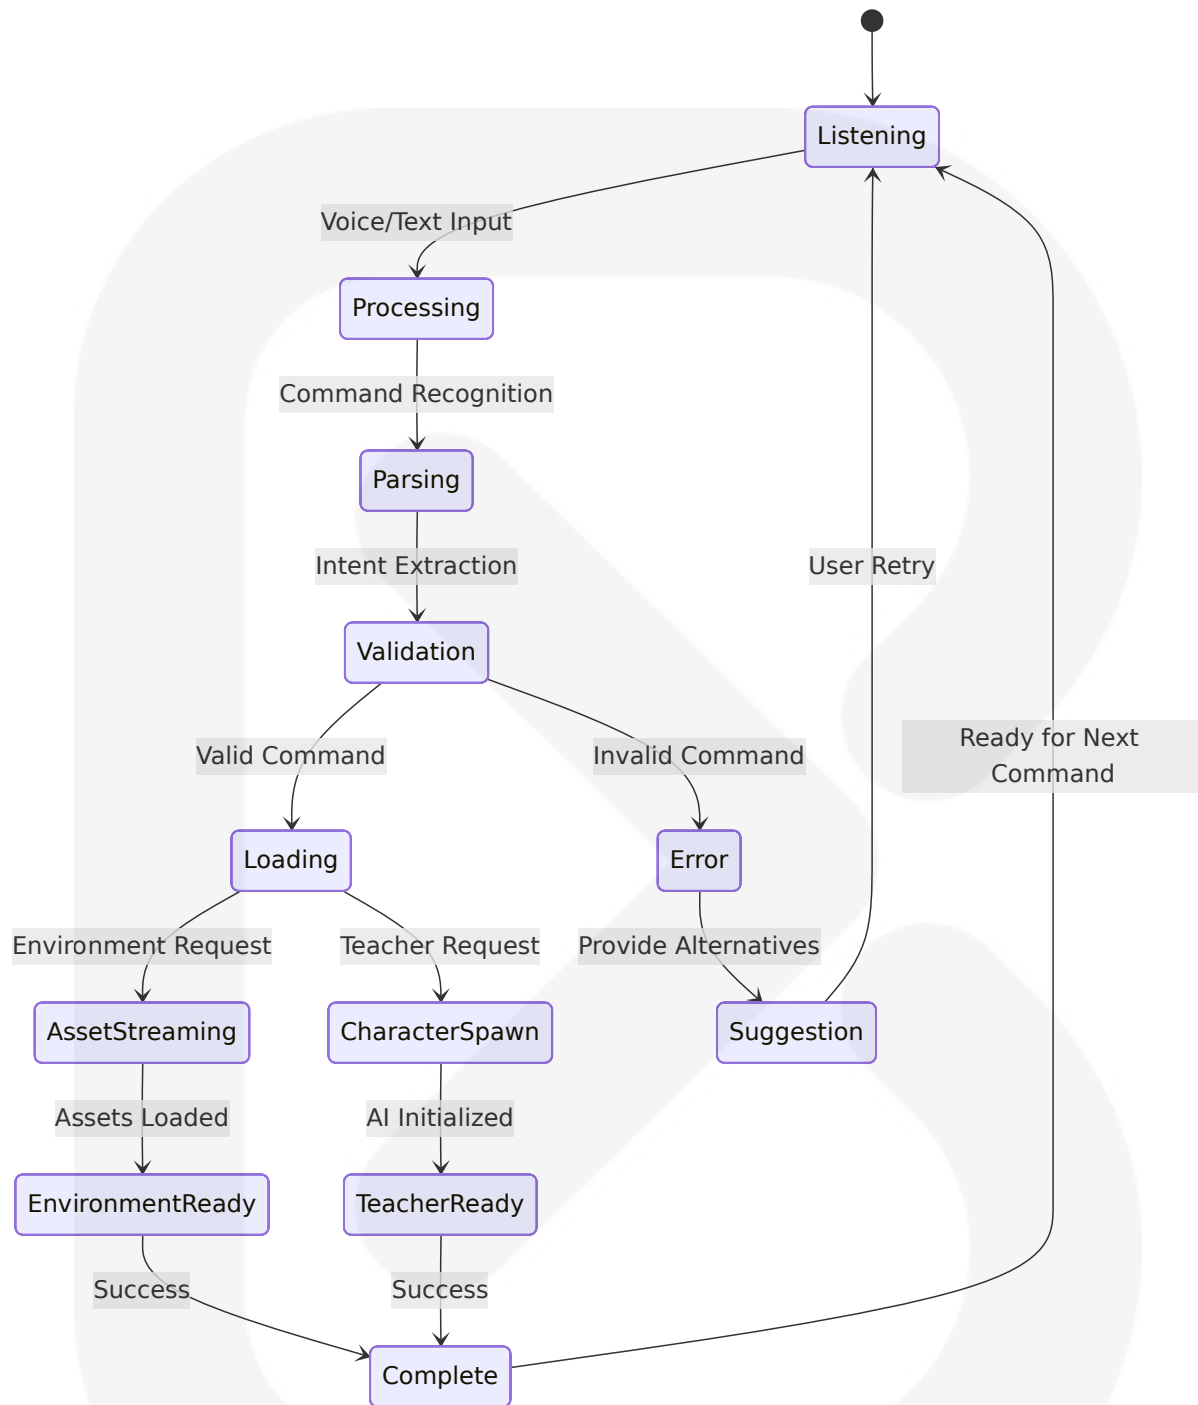 Listening
Voice/Text Input
Processing
Command Recognition
Parsing
Intent Extraction
User Retry
Validation
Ready for Next
Command
Valid Command
Invalid Command
Loading
Error
Environment Request
Teacher Request
Provide Alternatives
AssetStreaming
CharacterSpawn
Suggestion
Assets Loaded
AI Initialized
EnvironmentReady
TeacherReady
Success
Success
Complete